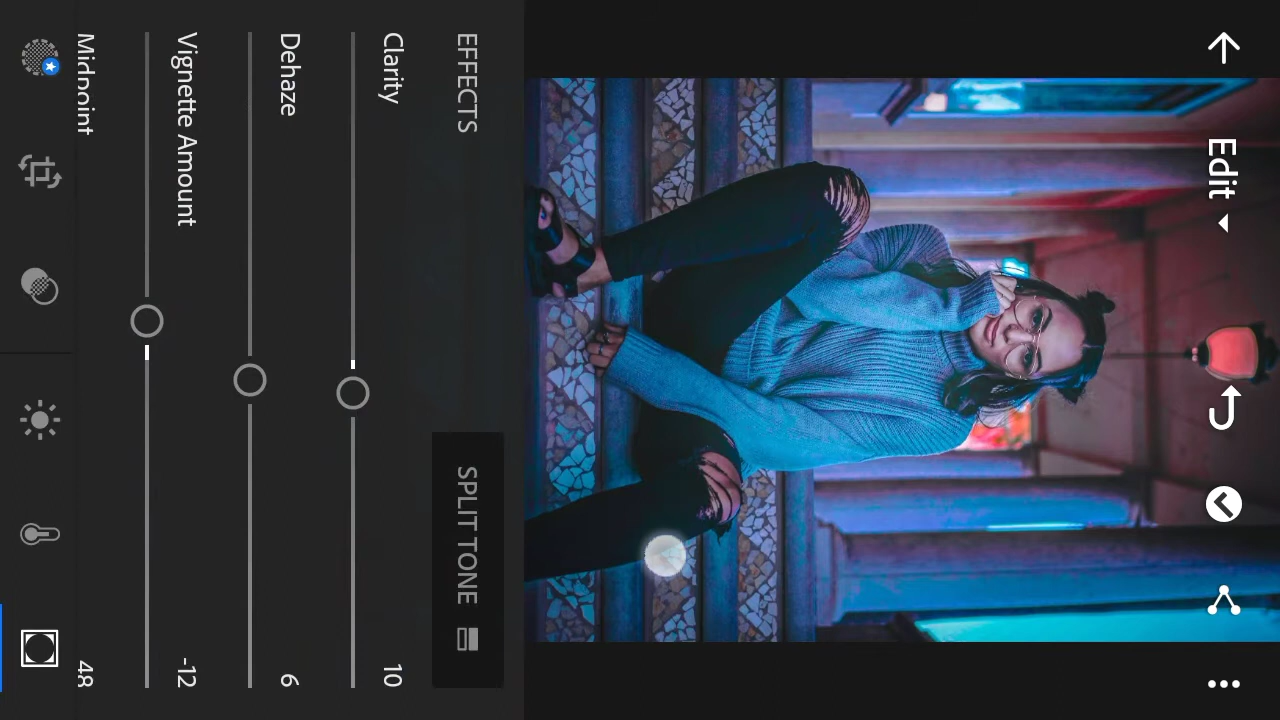 Edit
EFFECTS
SPLIT TONE
Clarity 10
Dehaze 6
Vignette Amount -12
Midpoint 48